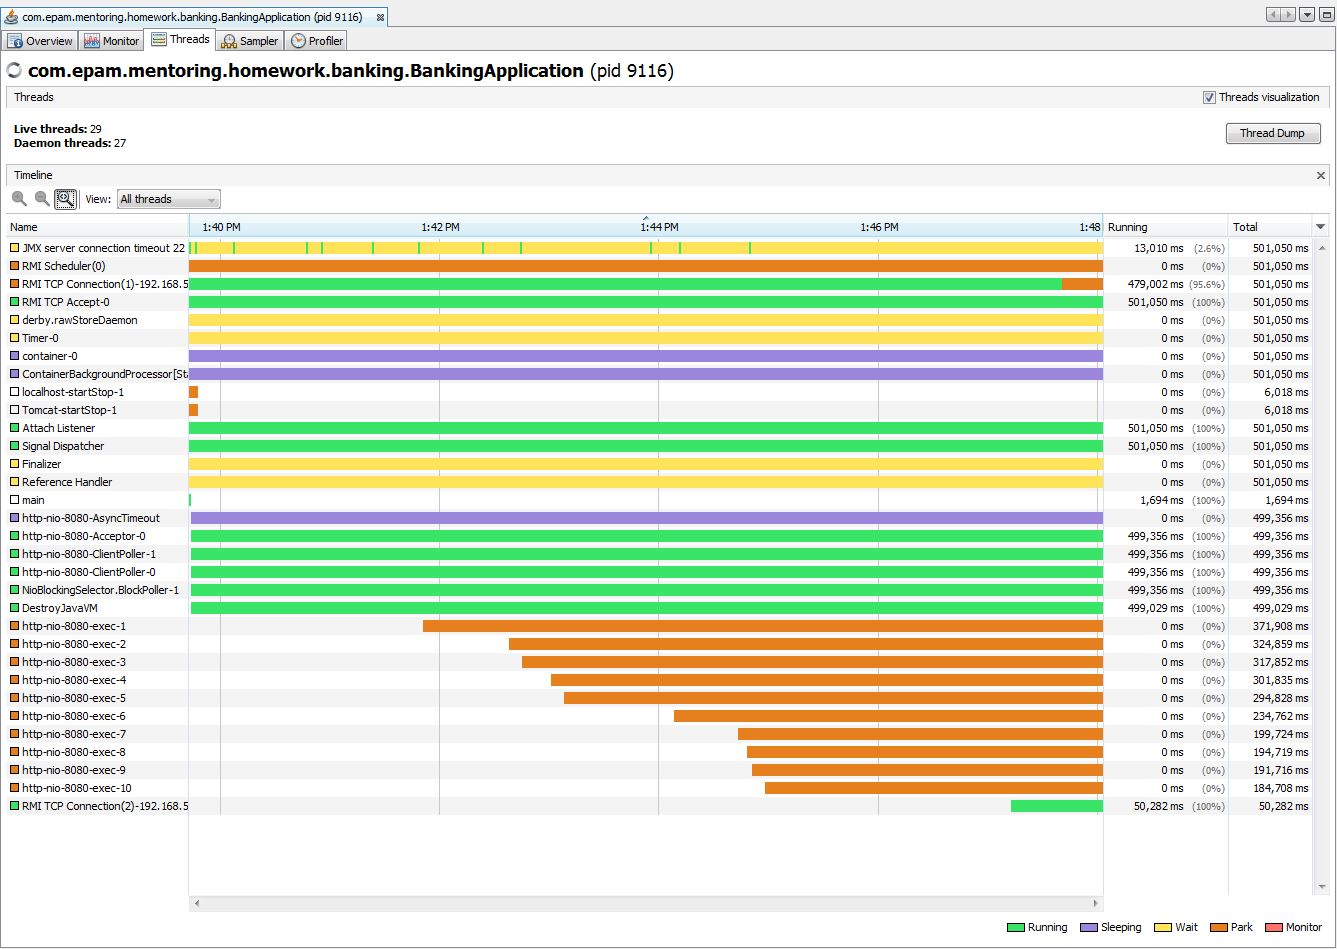 com.epam.mentoring.homework.banking.BankingApplication (pid 9116)
Overview Monitor Threads Sampler Profiler
com.epam.mentoring.homework.banking.BankingApplication (pid 9116)
Threads Threads visualization
Live threads: 29
Daemon threads: 27
Thread Dump
Timeline
View: All threads
Name 1:40 PM 1:42 PM 1:44 PM 1:46 PM 1:48 Running Total
JMX server connection timeout 22 13,010 ms (2.6%) 501,050 ms
RMI Scheduler(0) 0 ms (0%) 501,050 ms
RMI TCP Connection(1)-192.168.5 479,002 ms (95.6%) 501,050 ms
RMI TCP Accept-0 501,050 ms (100%) 501,050 ms
derby.rawStoreDaemon 0 ms (0%) 501,050 ms
Timer-0 0 ms (0%) 501,050 ms
container-0 0 ms (0%) 501,050 ms
ContainerBackgroundProcessor[Sta 0 ms (0%) 501,050 ms
localhost-startStop-1 0 ms (0%) 6,018 ms
Tomcat-startStop-1 0 ms (0%) 6,018 ms
Attach Listener 501,050 ms (100%) 501,050 ms
Signal Dispatcher 501,050 ms (100%) 501,050 ms
Finalizer 0 ms (0%) 501,050 ms
Reference Handler 0 ms (0%) 501,050 ms
main 1,694 ms (100%) 1,694 ms
http-nio-8080-AsyncTimeout 0 ms (0%) 499,356 ms
http-nio-8080-Acceptor-0 499,356 ms (100%) 499,356 ms
http-nio-8080-ClientPoller-1 499,356 ms (100%) 499,356 ms
http-nio-8080-ClientPoller-0 499,356 ms (100%) 499,356 ms
NioBlockingSelector.BlockPoller-1 499,356 ms (100%) 499,356 ms
DestroyJavaVM 499,029 ms (100%) 499,029 ms
http-nio-8080-exec-1 0 ms (0%) 371,908 ms
http-nio-8080-exec-2 0 ms (0%) 324,859 ms
http-nio-8080-exec-3 0 ms (0%) 317,852 ms
http-nio-8080-exec-4 0 ms (0%) 301,835 ms
http-nio-8080-exec-5 0 ms (0%) 294,828 ms
http-nio-8080-exec-6 0 ms (0%) 234,762 ms
http-nio-8080-exec-7 0 ms (0%) 199,724 ms
http-nio-8080-exec-8 0 ms (0%) 194,719 ms
http-nio-8080-exec-9 0 ms (0%) 191,716 ms
http-nio-8080-exec-10 0 ms (0%) 184,708 ms
RMI TCP Connection(2)-192.168.5 50,282 ms (100%) 50,282 ms
Running Sleeping Wait Park Monitor